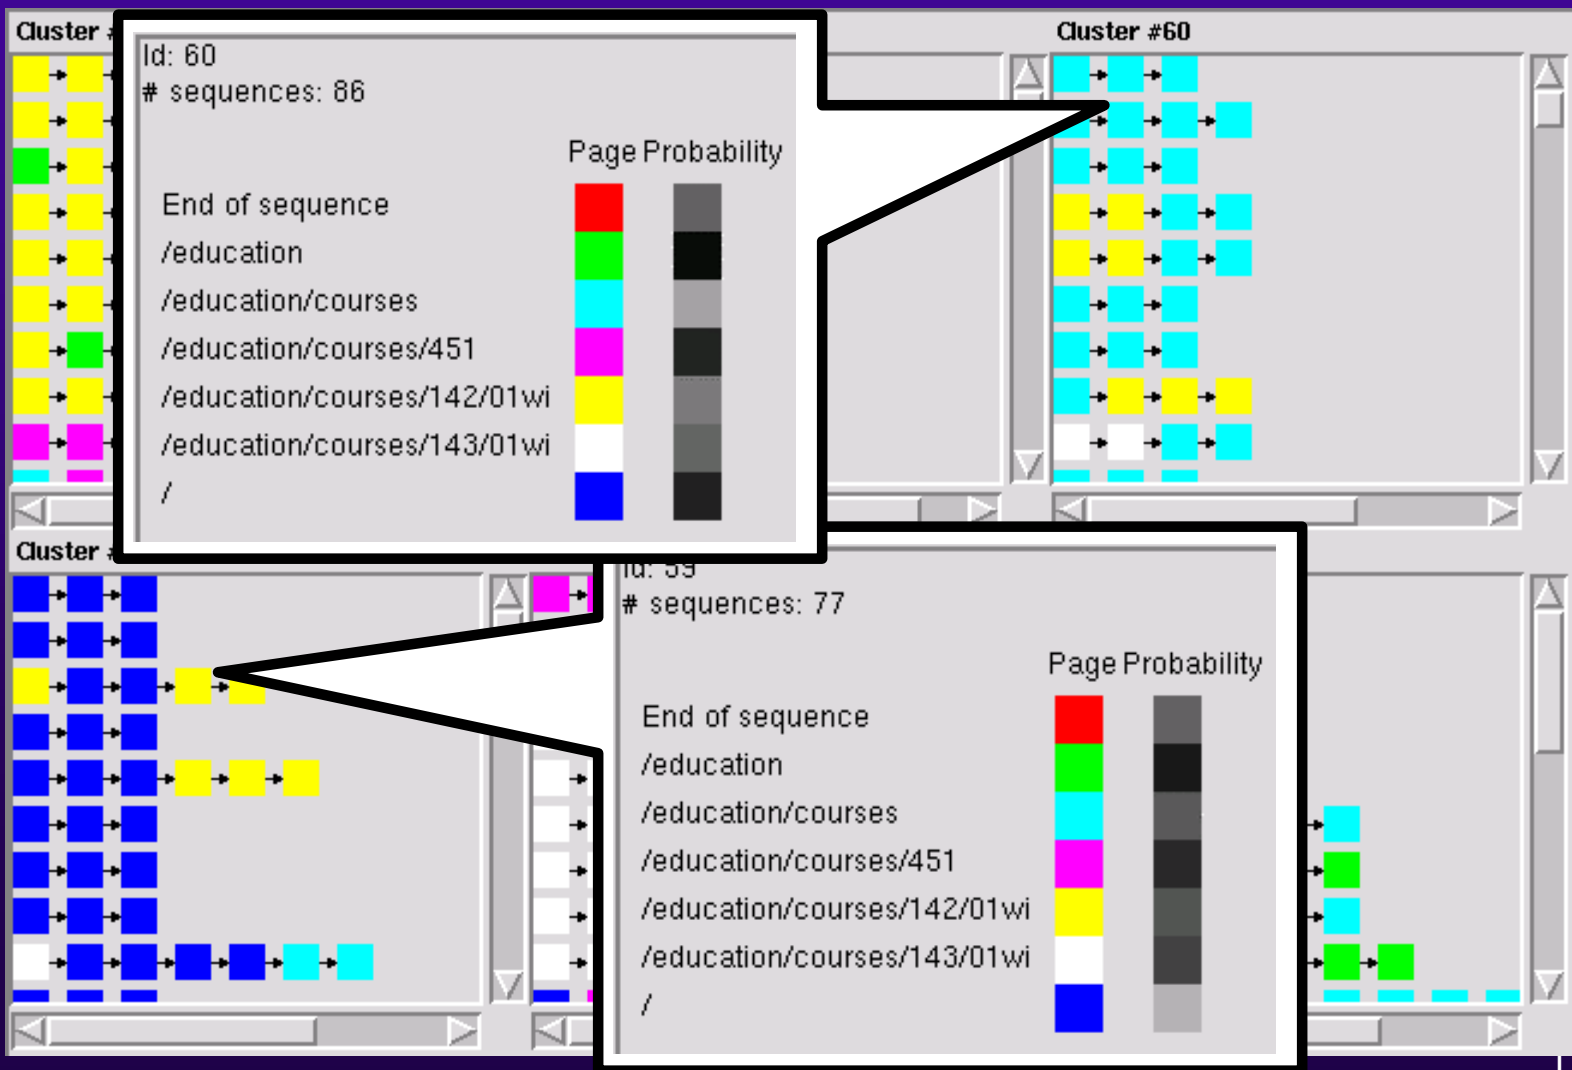 Cluster #
Id: 60
# sequences: 86
Page Probability
End of sequence
/education
/education/courses
/education/courses/451
/education/courses/142/01wi
/education/courses/143/01wi
/
Cluster #60
Cluster #
Id: 59
# sequences: 77
Page Probability
End of sequence
/education
/education/courses
/education/courses/451
/education/courses/142/01wi
/education/courses/143/01wi
/